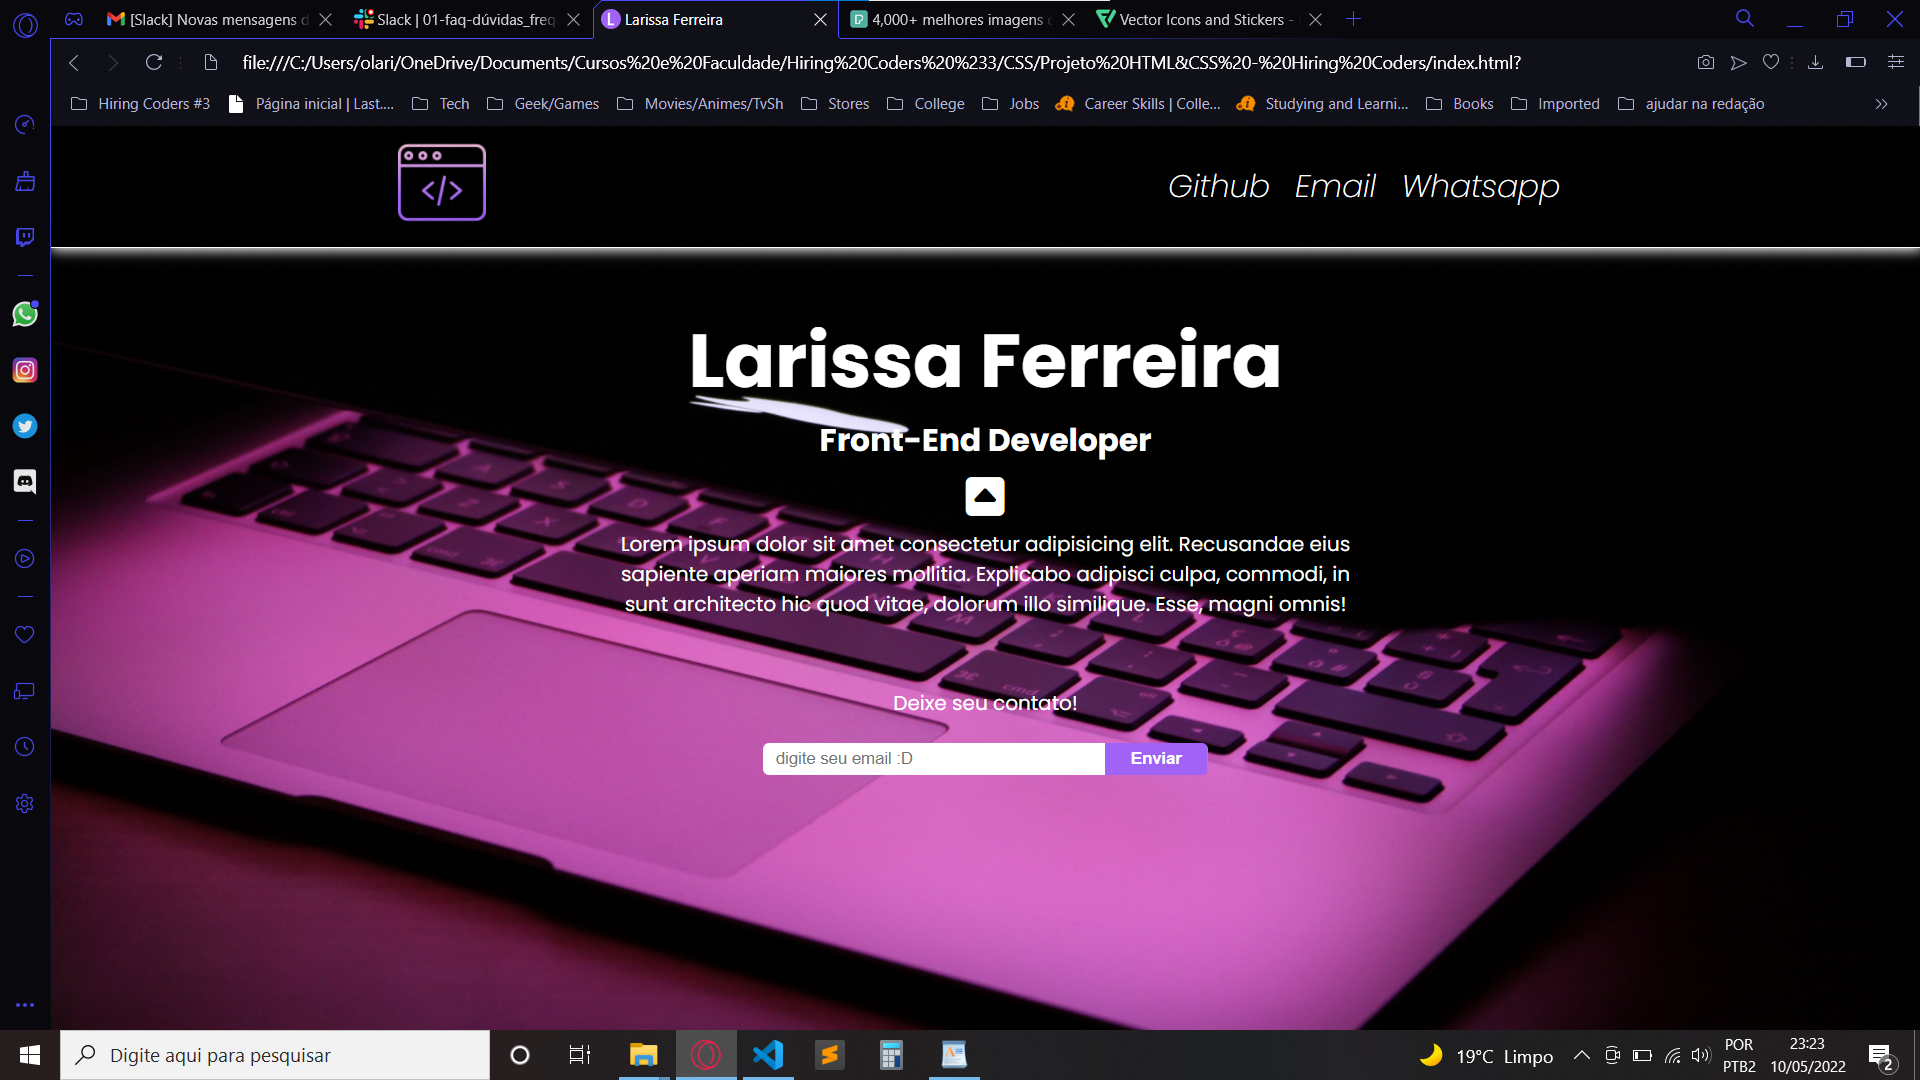 [Slack] Novas mensagens d
Slack | 01-faq-dúvidas_freq
L Larissa Ferreira
4,000+ melhores imagens d
Vector Icons and Stickers -
file:///C:/Users/olari/OneDrive/Documents/Cursos%20e%20Faculdade/Hiring%20Coders%20%233/CSS/Projeto%20HTML&CSS%20-%20Hiring%20Coders/index.html?
Hiring Coders #3
Página inicial | Last....
Tech
Geek/Games
Movies/Animes/TvSh
Stores
College
Jobs
Career Skills | Colle...
Studying and Learni...
Books
Imported
ajudar na redação
</>
Github Email Whatsapp
Larissa Ferreira
Front-End Developer
Lorem ipsum dolor sit amet consectetur adipisicing elit. Recusandae eius
sapiente aperiam maiores mollitia. Explicabo adipisci culpa, commodi, in
sunt architecto hic quod vitae, dolorum illo similique. Esse, magni omnis!
Deixe seu contato!
digite seu email :D
Enviar
Digite aqui para pesquisar
19°C Limpo
POR
PTB2
23:23
10/05/2022
2